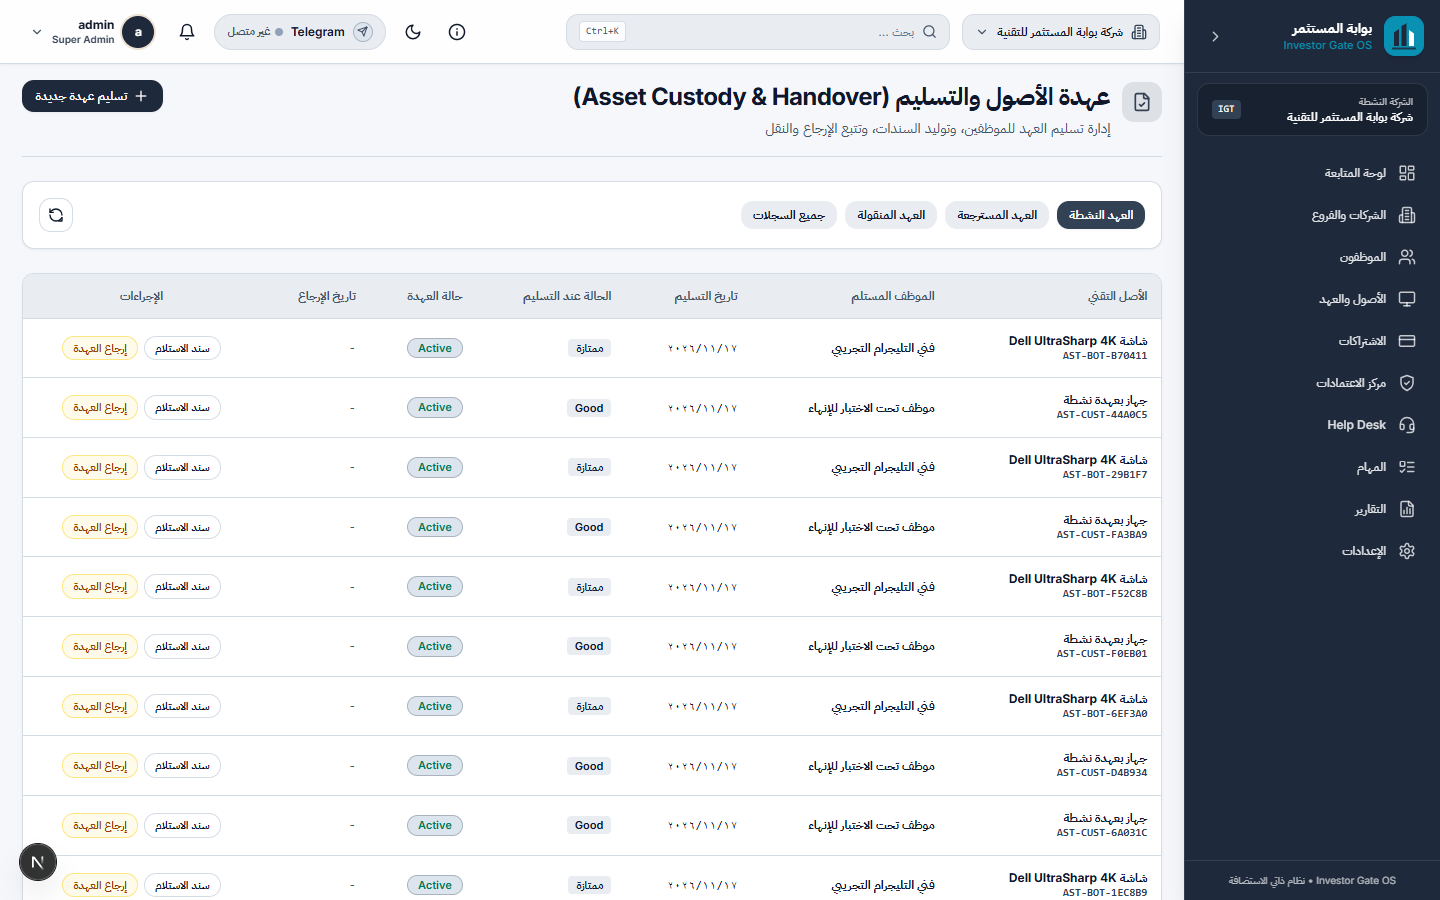 بوابة المستثمر
Investor Gate OS
الشركة النشطة
شركة بوابة المستثمر للتقنية
IGT
لوحة المتابعة
الشركات والفروع
الموظفون
الأصول والعهد
الاشتراكات
مركز الاعتمادات
Help Desk
المهام
التقارير
الإعدادات
Investor Gate OS • نظام ذاتي الاستضافة
شركة بوابة المستثمر للتقنية
بحث ...
Ctrl+K
Telegram غير متصل
admin
Super Admin
a
عهدة الأصول والتسليم (Asset Custody & Handover)
إدارة تسليم العهد للموظفين، وتوليد السندات، وتتبع الإرجاع والنقل
+ تسليم عهدة جديدة
العهد النشطة
العهد المسترجعة
العهد المنقولة
جميع السجلات
الأصل التقني الموظف المستلم تاريخ التسليم الحالة عند التسليم حالة العهدة تاريخ الإرجاع الإجراءات
شاشة Dell UltraSharp 4K
AST-BOT-B70411
فني التليجرام التجريبي ٢٠٢٦/١١/١٧ ممتازة Active - سند الاستلام إرجاع العهدة
جهاز بعهدة نشطة
AST-CUST-44A0C5
موظف تحت الاختبار للإنهاء ٢٠٢٦/١١/١٧ Good Active - سند الاستلام إرجاع العهدة
شاشة Dell UltraSharp 4K
AST-BOT-29B1F7
فني التليجرام التجريبي ٢٠٢٦/١١/١٧ ممتازة Active - سند الاستلام إرجاع العهدة
جهاز بعهدة نشطة
AST-CUST-FA3BA9
موظف تحت الاختبار للإنهاء ٢٠٢٦/١١/١٧ Good Active - سند الاستلام إرجاع العهدة
شاشة Dell UltraSharp 4K
AST-BOT-F52C8B
فني التليجرام التجريبي ٢٠٢٦/١١/١٧ ممتازة Active - سند الاستلام إرجاع العهدة
جهاز بعهدة نشطة
AST-CUST-F0EB01
موظف تحت الاختبار للإنهاء ٢٠٢٦/١١/١٧ Good Active - سند الاستلام إرجاع العهدة
شاشة Dell UltraSharp 4K
AST-BOT-6EF3A0
فني التليجرام التجريبي ٢٠٢٦/١١/١٧ ممتازة Active - سند الاستلام إرجاع العهدة
جهاز بعهدة نشطة
AST-CUST-D4B934
موظف تحت الاختبار للإنهاء ٢٠٢٦/١١/١٧ Good Active - سند الاستلام إرجاع العهدة
جهاز بعهدة نشطة
AST-CUST-6A031C
موظف تحت الاختبار للإنهاء ٢٠٢٦/١١/١٧ Good Active - سند الاستلام إرجاع العهدة
شاشة Dell UltraSharp 4K
AST-BOT-1EC8B9
فني التليجرام التجريبي ٢٠٢٦/١١/١٧ ممتازة Active - سند الاستلام إرجاع العهدة
N